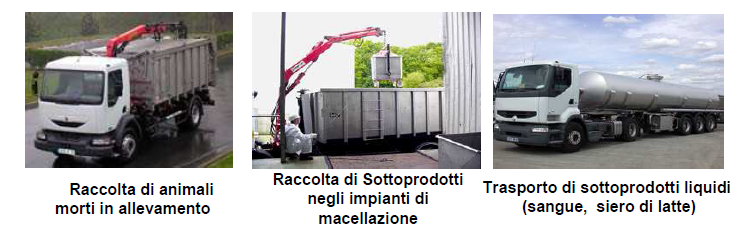 Raccolta di animali
morti in allevamento
Raccolta di Sottoprodotti
negli impianti di
macellazione
Trasporto di sottoprodotti liquidi
(sangue, siero di latte)